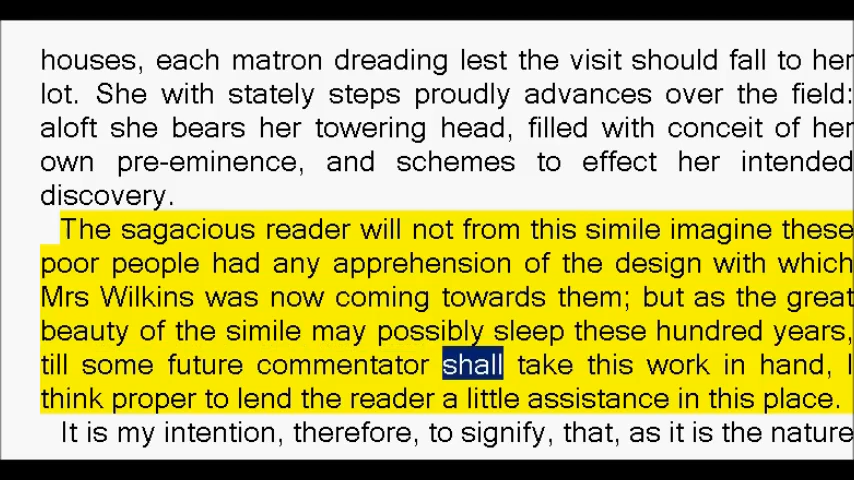 houses, each matron dreading lest the visit should fall to her
lot. She with stately steps proudly advances over the field:
aloft she bears her towering head, filled with conceit of her
own pre-eminence, and schemes to effect her intended
discovery.
The sagacious reader will not from this simile imagine these
poor people had any apprehension of the design with which
Mrs Wilkins was now coming towards them; but as the great
beauty of the simile may possibly sleep these hundred years,
till some future commentator shall take this work in hand, I
think proper to lend the reader a little assistance in this place.
It is my intention, therefore, to signify, that, as it is the nature